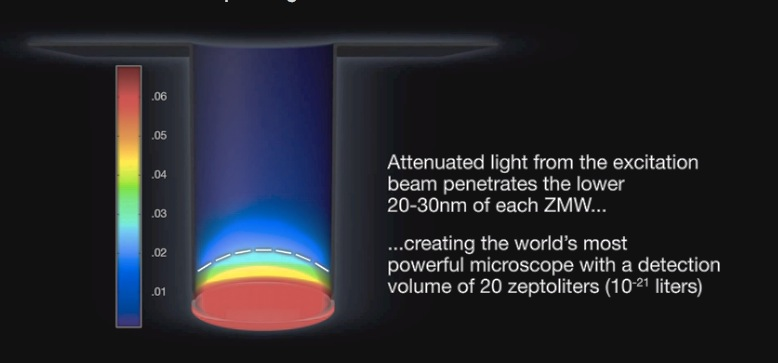 .06
.05
.04
.03
.02
.01
Attenuated light from the excitation
beam penetrates the lower
20-30nm of each ZMW...
...creating the world’s most
powerful microscope with a detection
volume of 20 zeptoliters (10⁻²¹ liters)